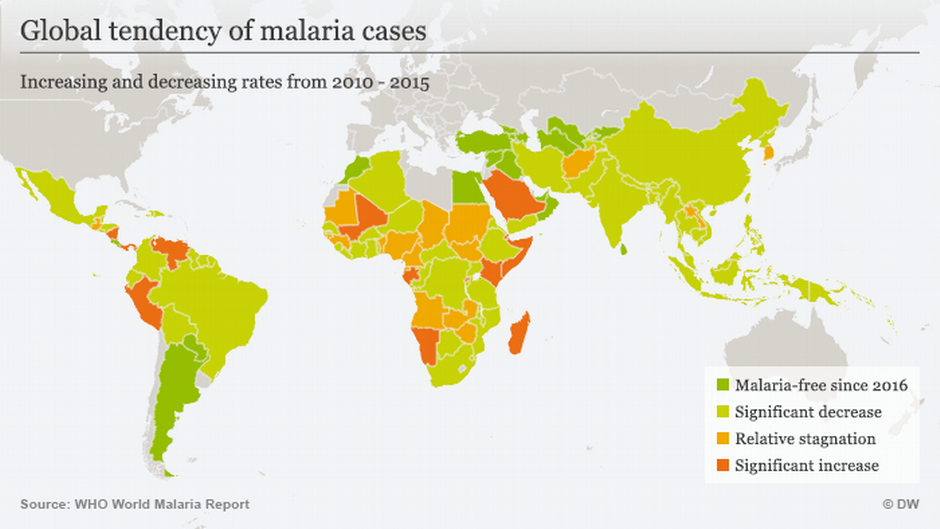 Global tendency of malaria cases
Increasing and decreasing rates from 2010 - 2015
Malaria-free since 2016
Significant decrease
Relative stagnation
Significant increase
Source: WHO World Malaria Report
© DW